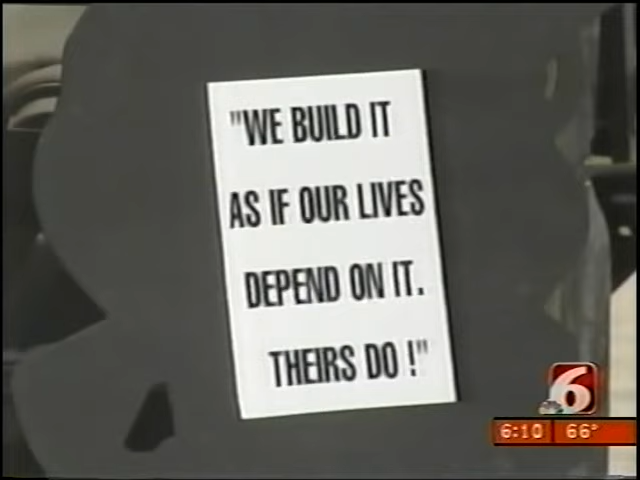 "WE BUILD IT
AS IF OUR LIVES
DEPEND ON IT.
THEIRS DO !"
6
6:10 66°